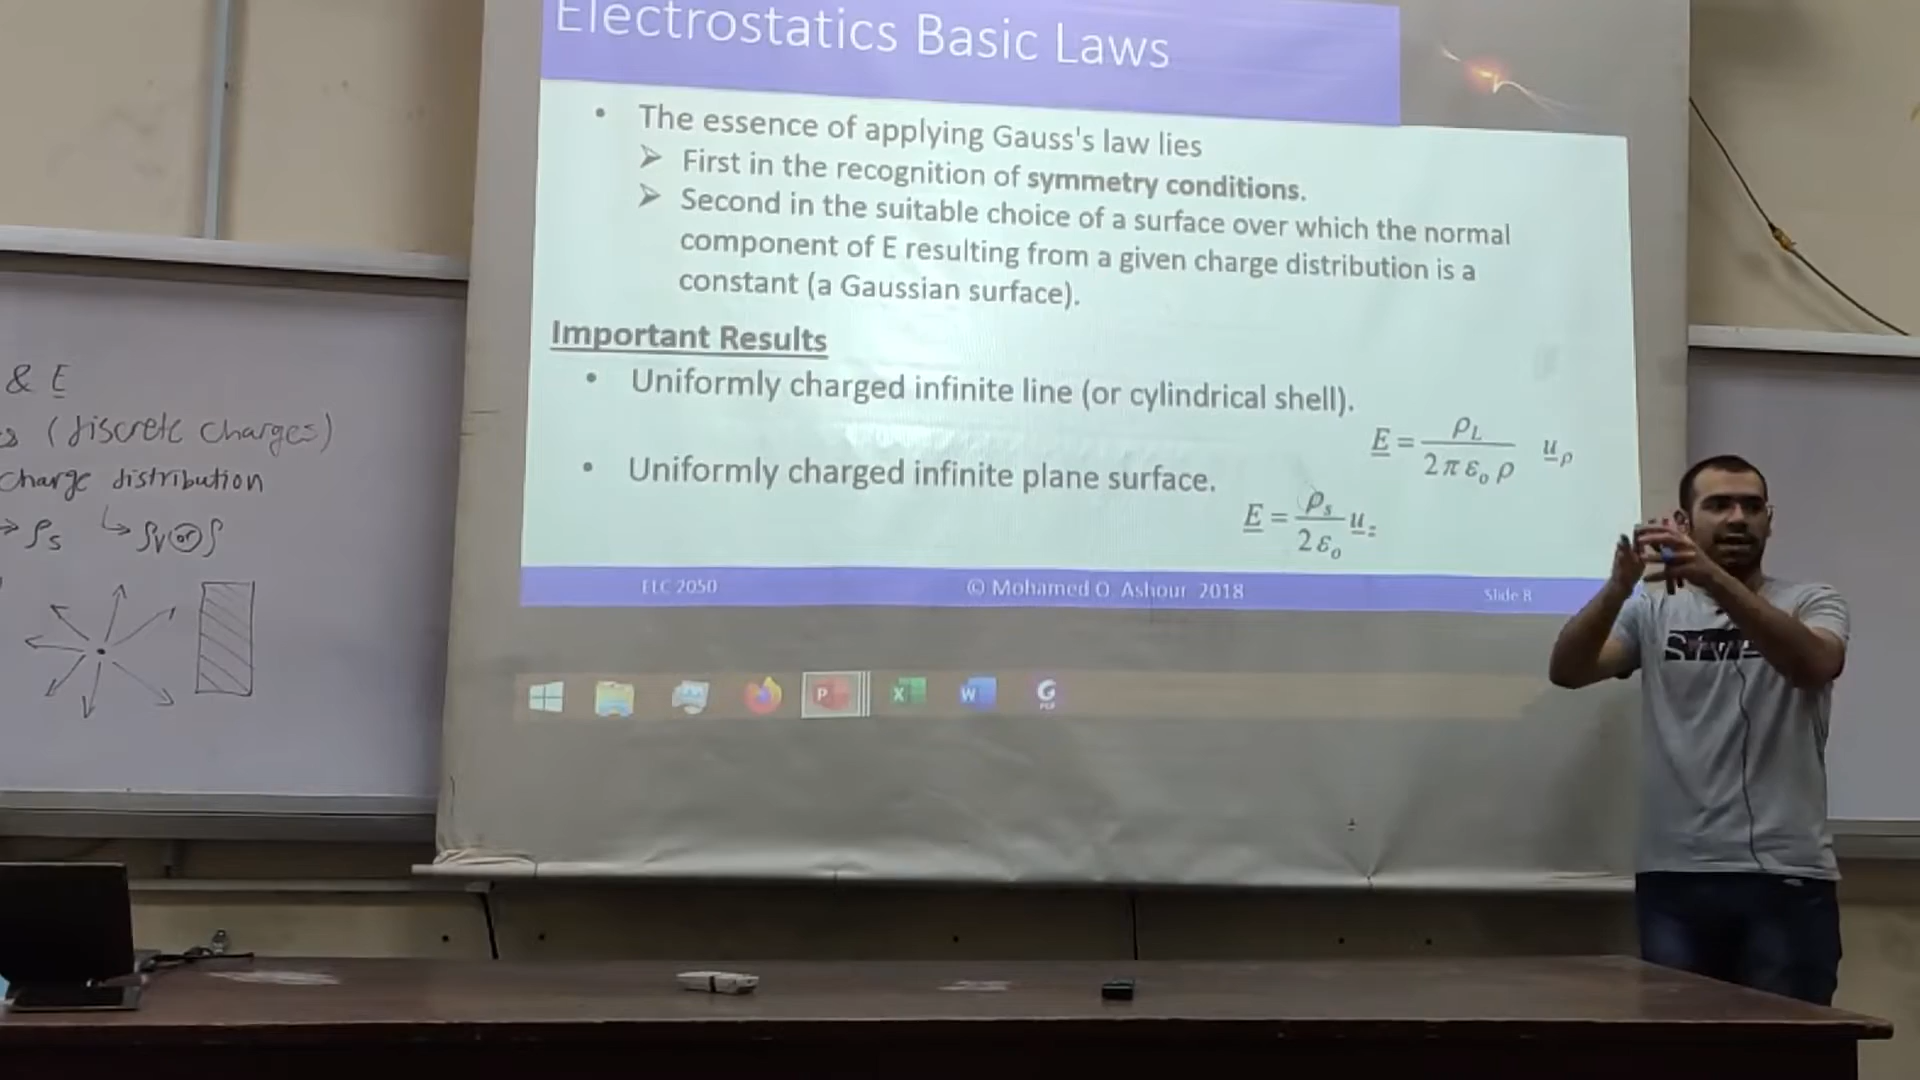 Electrostatics Basic Laws
• The essence of applying Gauss's law lies
➤ First in the recognition of symmetry conditions.
➤ Second in the suitable choice of a surface over which the normal
component of E resulting from a given charge distribution is a
constant (a Gaussian surface).
Important Results
• Uniformly charged infinite line (or cylindrical shell).
E = ρL / 2πε₀ρ uρ
• Uniformly charged infinite plane surface.
E = ρs / 2ε₀ uz
ELC 2050
© Mohamed O Ashour 2018
Slide 8
& E
(discrete charges)
charge distribution
→ ρs ↳ ρv or ρ
P
X
W
G
PDF